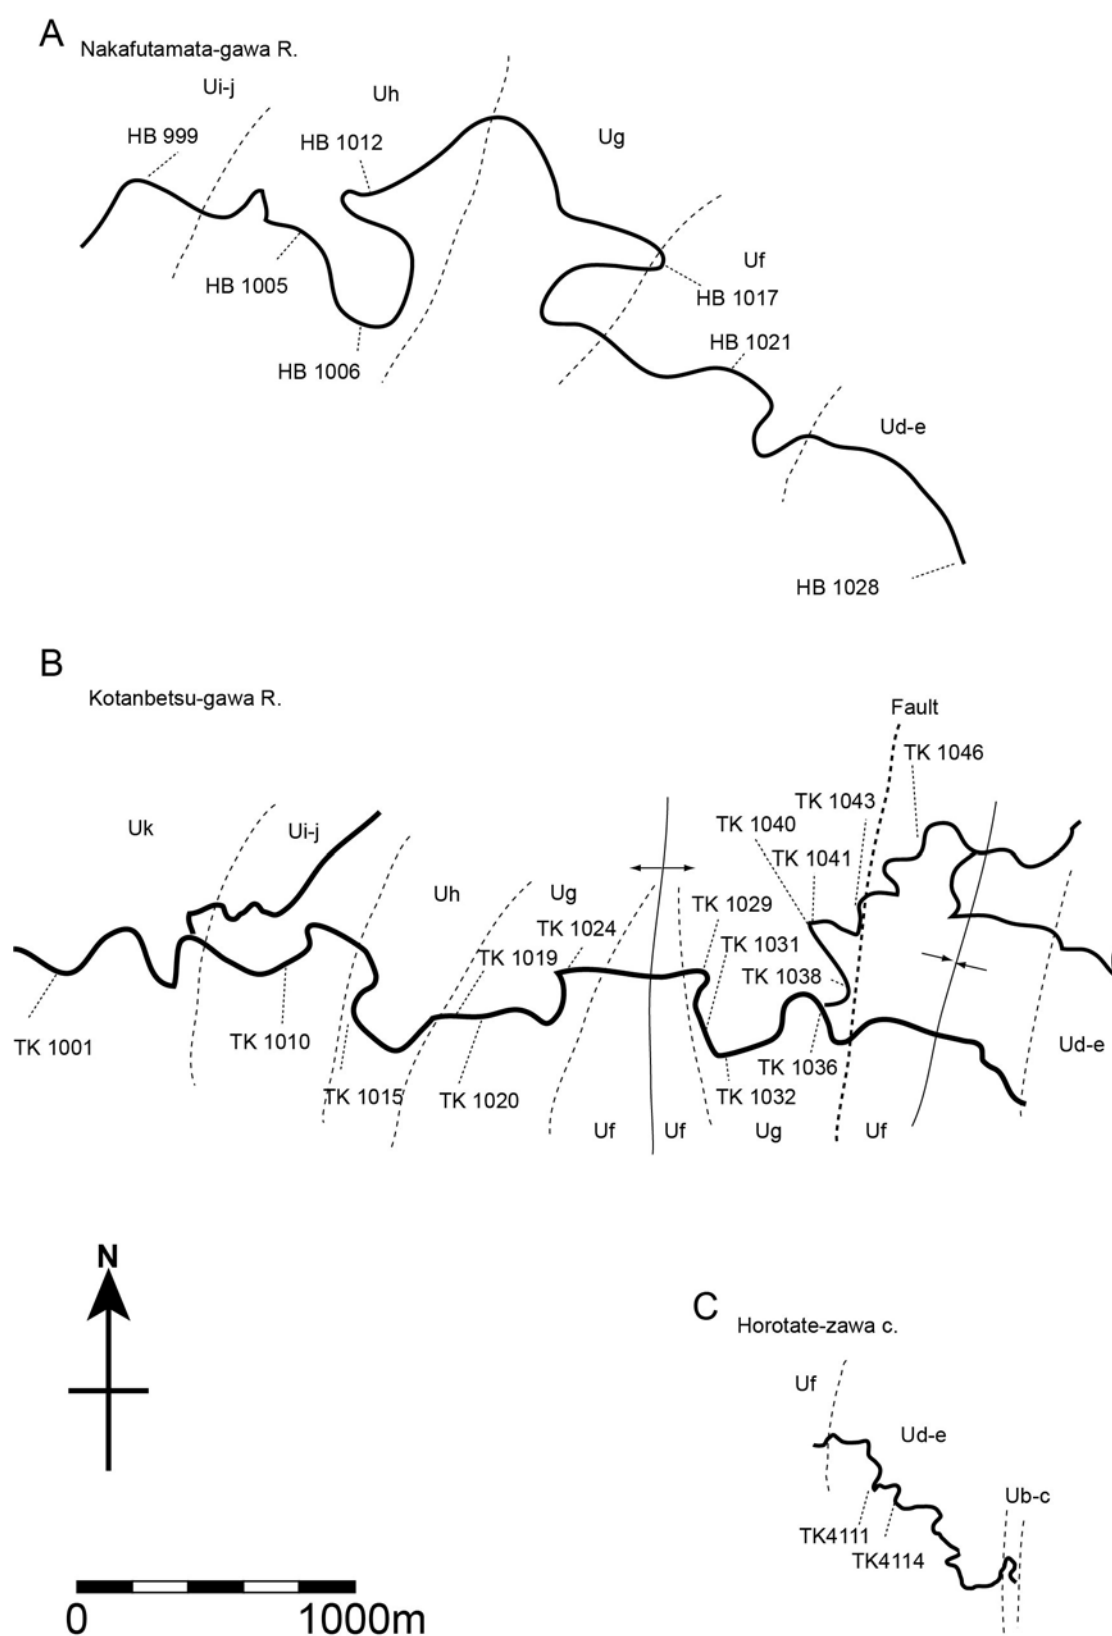 A
Nakafutamata-gawa R.
Ui-j
Uh
HB 999
HB 1012
Ug
HB 1005
Uf
HB 1017
HB 1021
HB 1006
Ud-e
HB 1028
B
Kotanbetsu-gawa R.
Fault
TK 1046
TK 1043
TK 1040
Uk
Ui-j
TK 1041
Uh
Ug
TK 1029
TK 1024
TK 1031
TK 1019
TK 1038
TK 1001
TK 1010
Ud-e
TK 1036
TK 1015
TK 1020
TK 1032
Uf
Uf
Ug
Uf
N
C
Horotate-zawa c.
Uf
Ud-e
Ub-c
TK4111
TK4114
0
1000m